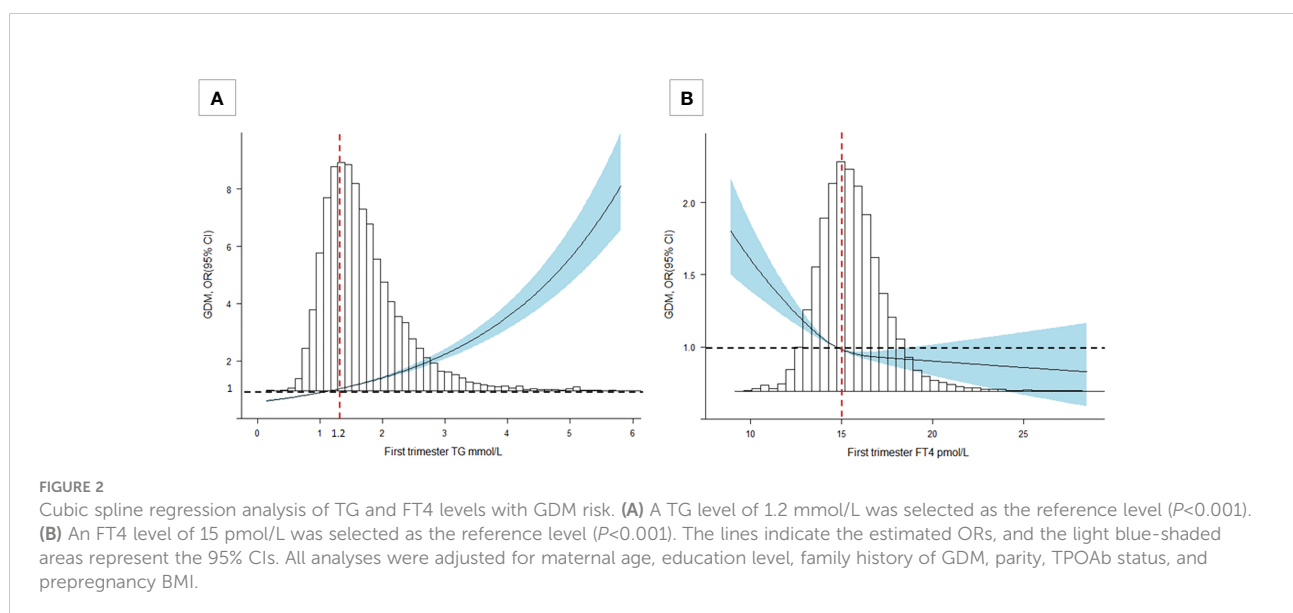 A
B
GDM, OR(95% CI)
8
6
4
2
1
0
1
1.2
2
3
4
5
6
First trimester TG mmol/L
GDM, OR(95% CI)
2.0
1.5
1.0
10
15
20
25
First trimester FT4 pmol/L
FIGURE 2
Cubic spline regression analysis of TG and FT4 levels with GDM risk. (A) A TG level of 1.2 mmol/L was selected as the reference level (P<0.001).
(B) An FT4 level of 15 pmol/L was selected as the reference level (P<0.001). The lines indicate the estimated ORs, and the light blue-shaded
areas represent the 95% CIs. All analyses were adjusted for maternal age, education level, family history of GDM, parity, TPOAb status, and
prepregnancy BMI.